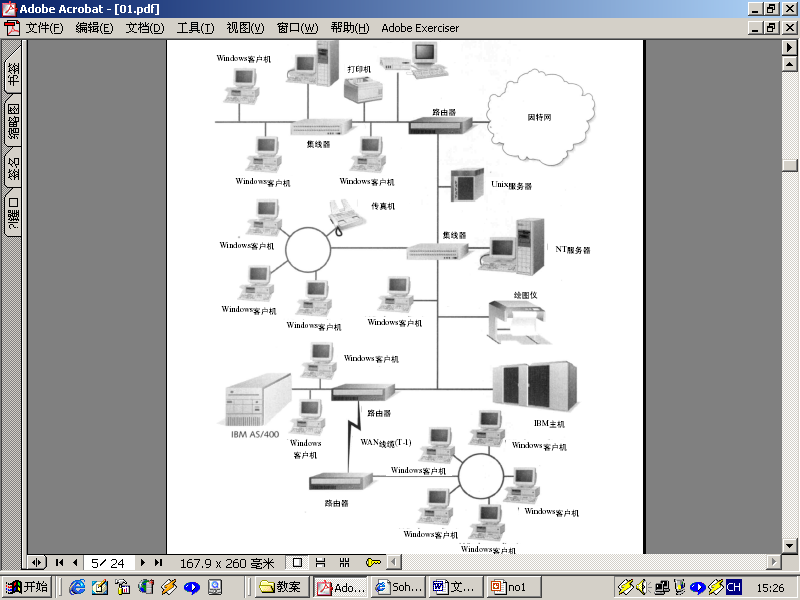 Adobe Acrobat - [01.pdf]
文件(F) 编辑(E) 文档(D) 工具(T) 视图(V) 窗口(W) 帮助(H) Adobe Exerciser
书签
缩略图
签名
Windows客户机
打印机
路由器
因特网
集线器
Windows客户机
Windows客户机
Unix服务器
传真机
集线器
Windows客户机
NT服务器
绘图仪
Windows客户机
Windows客户机
Windows客户机
Windows客户机
路由器
IBM主机
IBM AS/400
Windows
客户机
WAN线缆(T-1)
Windows客户机
Windows客户机
路由器
Windows客户机
Windows客户机
Windows客户机
5/ 24
167.9 x 260 毫米
开始
教案
Ado...
Soh...
文...
no1
CH
15:26